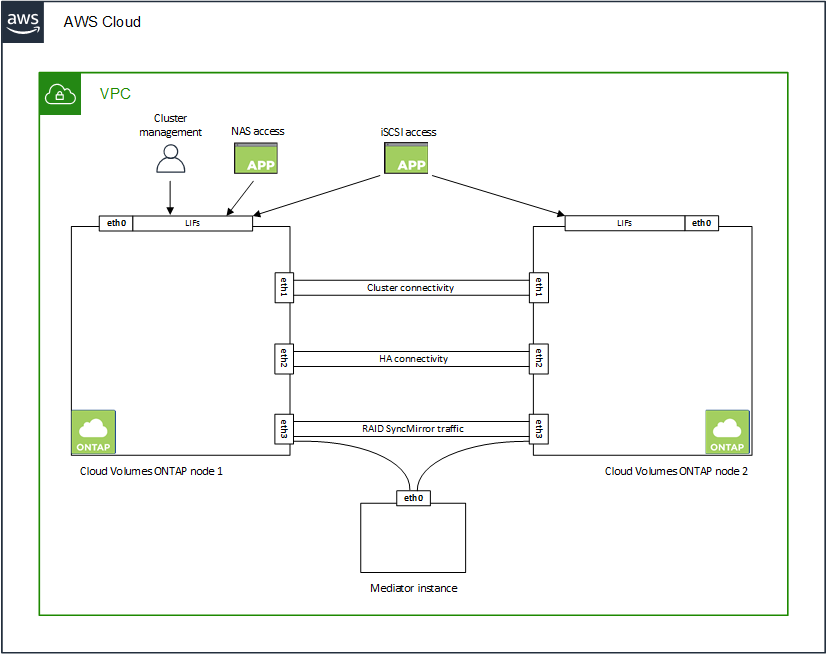 aws
AWS Cloud
VPC
Cluster
management
NAS access
iSCSI access
APP
APP
eth0
LIFs
LIFs
eth0
eth1
Cluster connectivity
eth1
eth2
HA connectivity
eth2
eth3
RAID SyncMirror traffic
eth3
ONTAP
ONTAP
Cloud Volumes ONTAP node 1
Cloud Volumes ONTAP node 2
eth0
Mediator instance